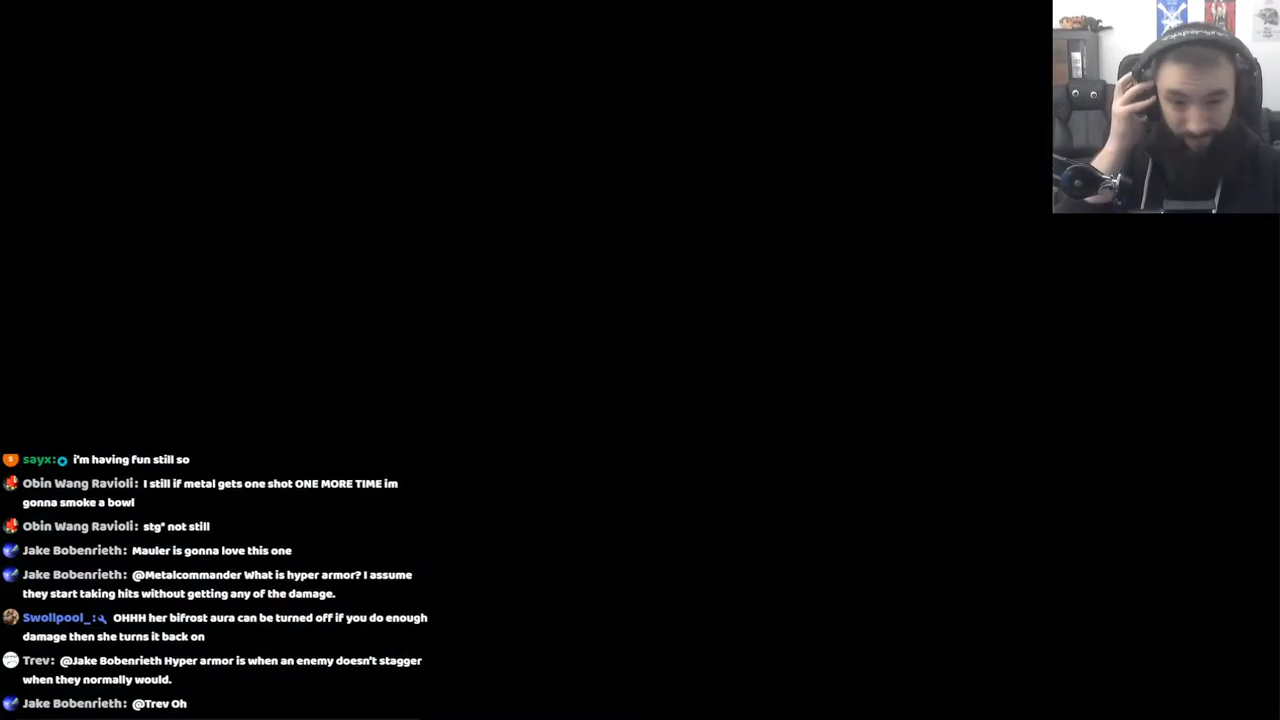 sayx: i'm having fun still so
Obin Wang Ravioli: I still if metal gets one shot ONE MORE TIME im
gonna smoke a bowl
Obin Wang Ravioli: stg* not still
Jake Bobenrieth: Mauler is gonna love this one
Jake Bobenrieth: @Metalcommander What is hyper armor? I assume
they start taking hits without getting any of the damage.
Swollpool_: OHHH her bifrost aura can be turned off if you do enough
damage then she turns it back on
Trev: @Jake Bobenrieth Hyper armor is when an enemy doesn't stagger
when they normally would.
Jake Bobenrieth: @Trev Oh